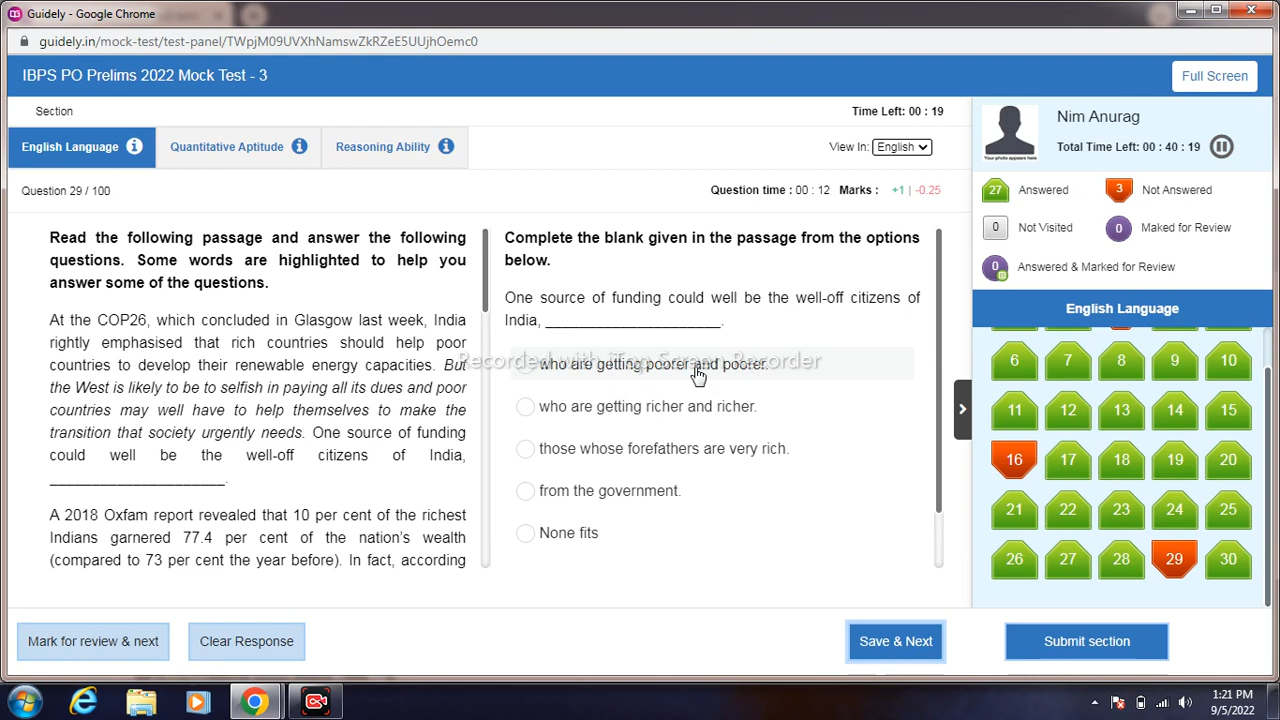 Guidely - Google Chrome
guidely.in/mock-test/test-panel/TWpjM09UVXhNamswZkRZeE5UUjhOemc0
IBPS PO Prelims 2022 Mock Test - 3
Full Screen
Section
Time Left: 00 : 19
English Language
Quantitative Aptitude
Reasoning Ability
View In: English
Question 29 / 100
Question time : 00 : 12 Marks : +1 | -0.25
Read the following passage and answer the following
questions. Some words are highlighted to help you
answer some of the questions.
At the COP26, which concluded in Glasgow last week, India
rightly emphasised that rich countries should help poor
countries to develop their renewable energy capacities. But
the West is likely to be selfish in paying all its dues and poor
countries may well have to help themselves to make the
transition that society urgently needs. One source of funding
could well be the well-off citizens of India,
______________________.
A 2018 Oxfam report revealed that 10 per cent of the richest
Indians garnered 77.4 per cent of the nation's wealth
(compared to 73 per cent the year before). In fact, according
Complete the blank given in the passage from the options
below.
One source of funding could well be the well-off citizens of
India, ______________________.
Recorded with iTop Screen Recorder
who are getting poorer and poorer.
who are getting richer and richer.
those whose forefathers are very rich.
from the government.
None fits
Mark for review & next
Clear Response
Save & Next
Submit section
Nim Anurag
Total Time Left: 00 : 40 : 19
Your photo appears here
27 Answered
3 Not Answered
0 Not Visited
0 Maked for Review
0 Answered & Marked for Review
English Language
6 7 8 9 10
11 12 13 14 15
16 17 18 19 20
21 22 23 24 25
26 27 28 29 30
1:21 PM
9/5/2022